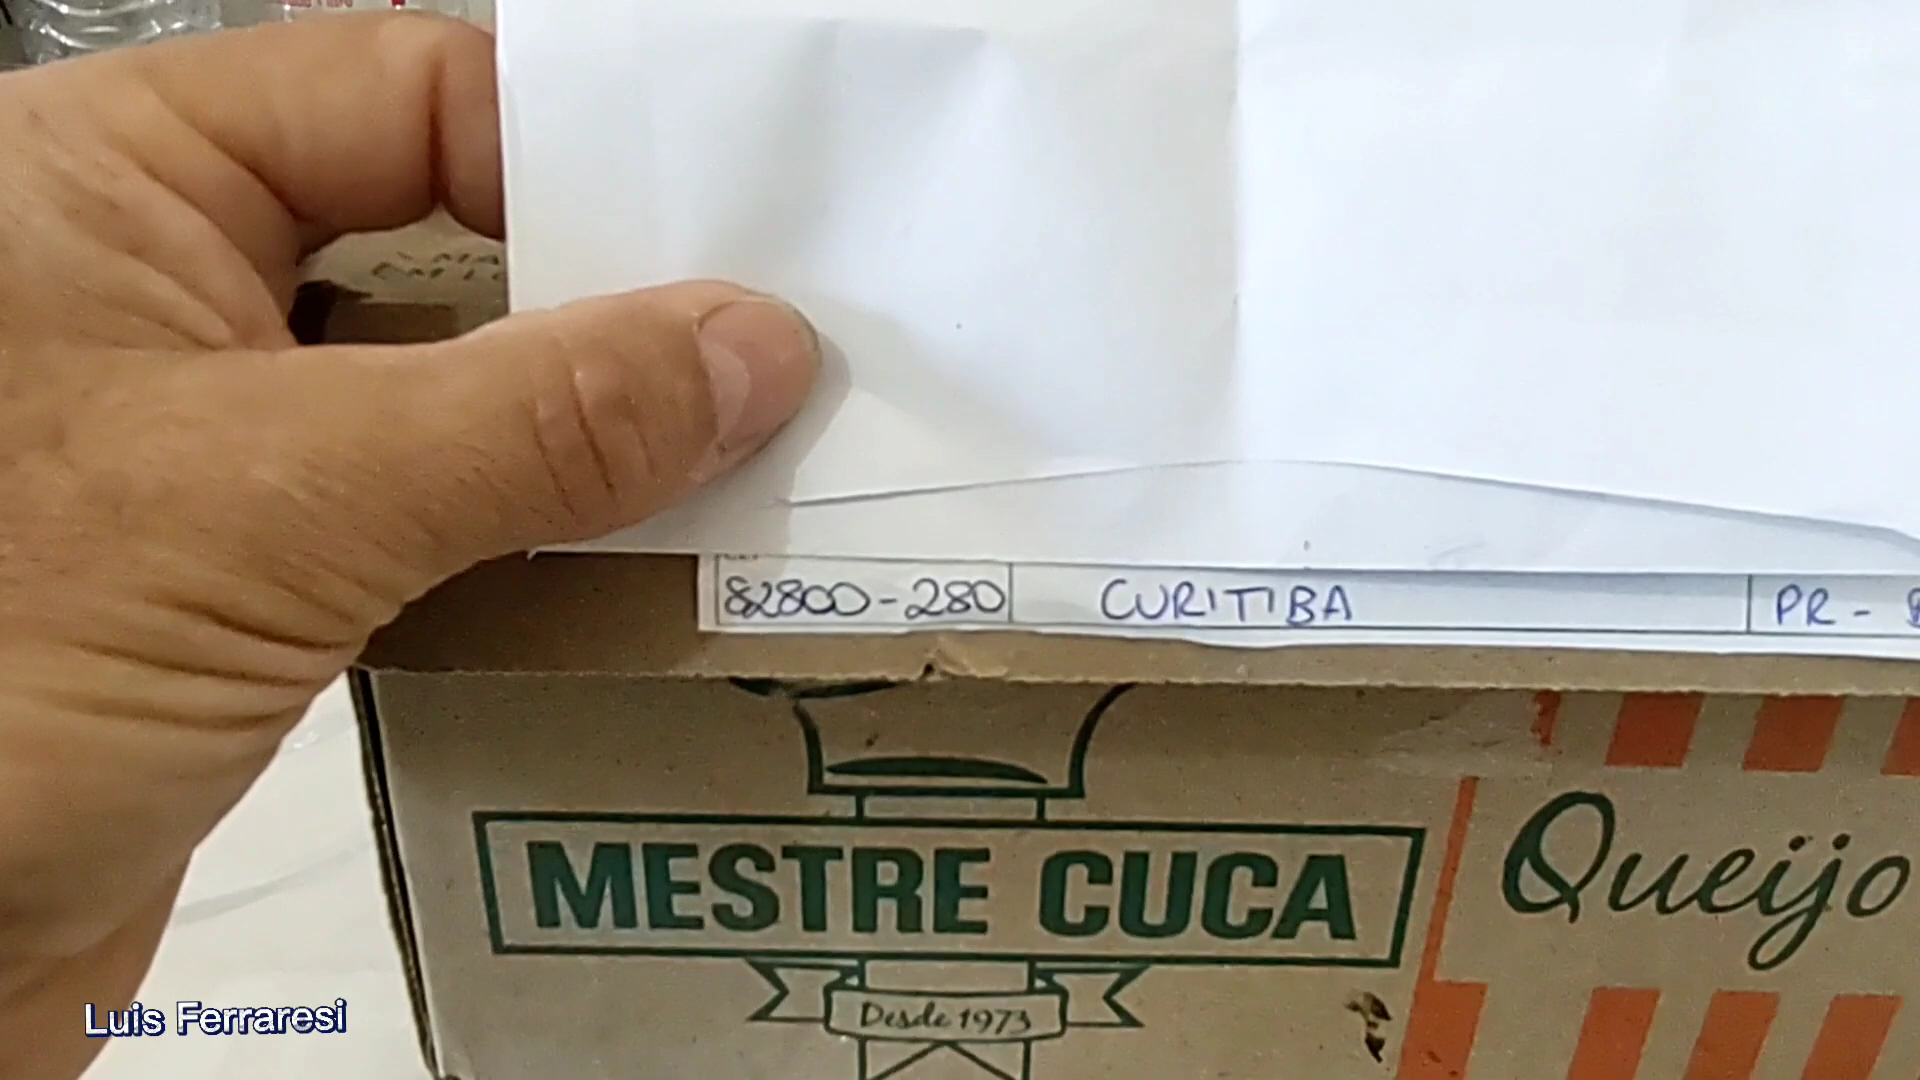 82800-280 CURITIBA PR -
MESTRE CUCA
Queijo
Desde 1973
Luis Ferraresi